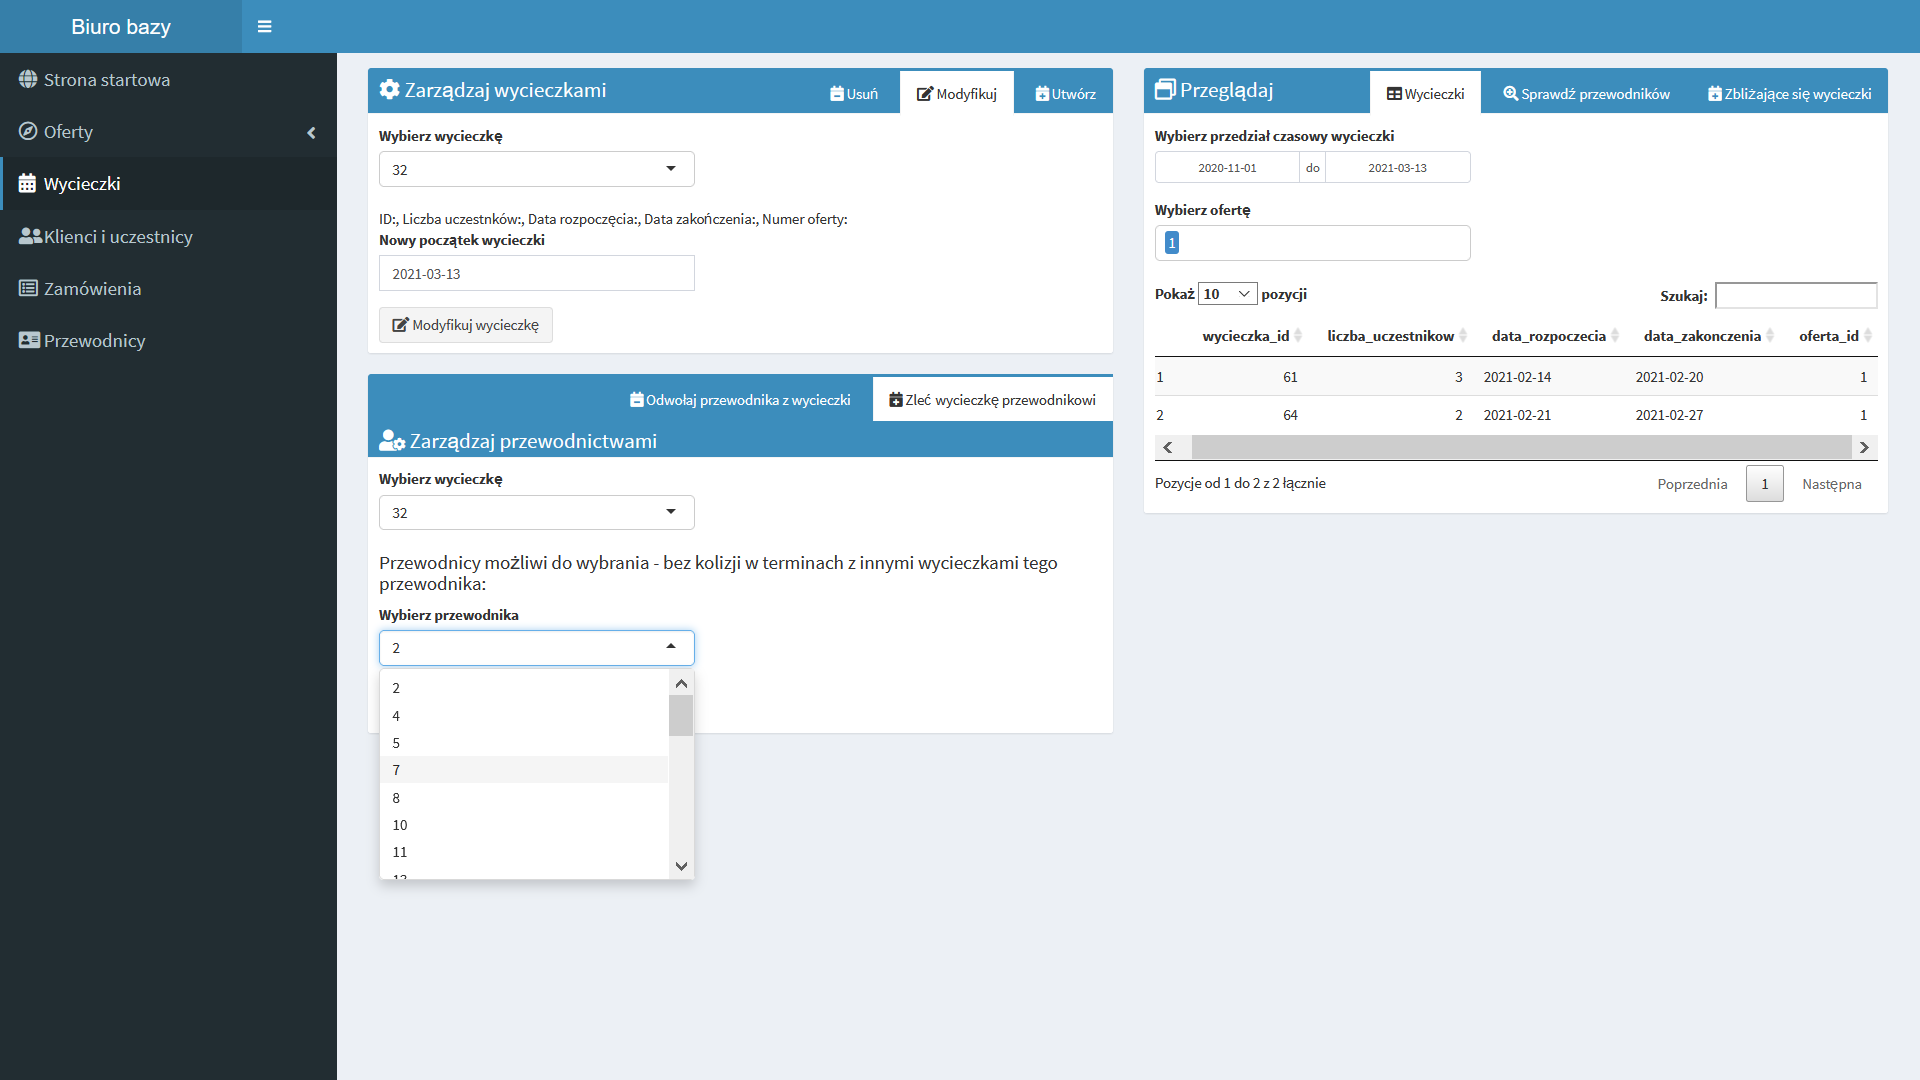 Biuro bazy
Strona startowa
Oferty
Wycieczki
Klienci i uczestnicy
Zamówienia
Przewodnicy
Zarządzaj wycieczkami
Usuń
Modyfikuj
Utwórz
Wybierz wycieczkę
32
ID:, Liczba uczestnków:, Data rozpoczęcia:, Data zakończenia:, Numer oferty:
Nowy początek wycieczki
2021-03-13
Modyfikuj wycieczkę
Odwołaj przewodnika z wycieczki
Zleć wycieczkę przewodnikowi
Zarządzaj przewodnictwami
Wybierz wycieczkę
32
Przewodnicy możliwi do wybrania - bez kolizji w terminach z innymi wycieczkami tego
przewodnika:
Wybierz przewodnika
2
2
4
5
7
8
10
11
Przeglądaj
Wycieczki
Sprawdź przewodników
Zbliżające się wycieczki
Wybierz przedział czasowy wycieczki
2020-11-01 do 2021-03-13
Wybierz ofertę
1
Pokaż 10 pozycji
Szukaj:
wycieczka_id liczba_uczestnikow data_rozpoczecia data_zakonczenia oferta_id
1 61 3 2021-02-14 2021-02-20 1
2 64 2 2021-02-21 2021-02-27 1
Pozycje od 1 do 2 z 2 łącznie
Poprzednia 1 Następna